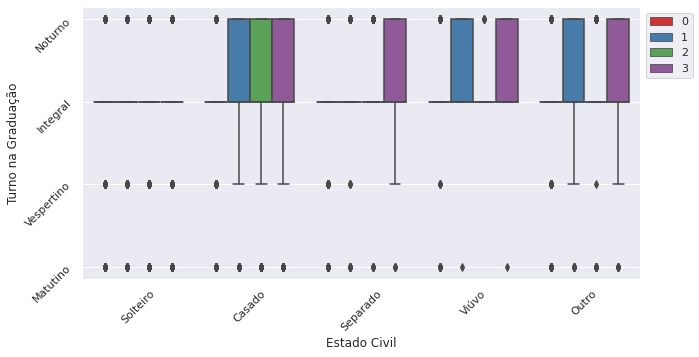 Noturno
Integral
Vespertino
Matutino
Turno na Graduação
Solteiro
Casado
Separado
Viúvo
Outro
Estado Civil
0
1
2
3